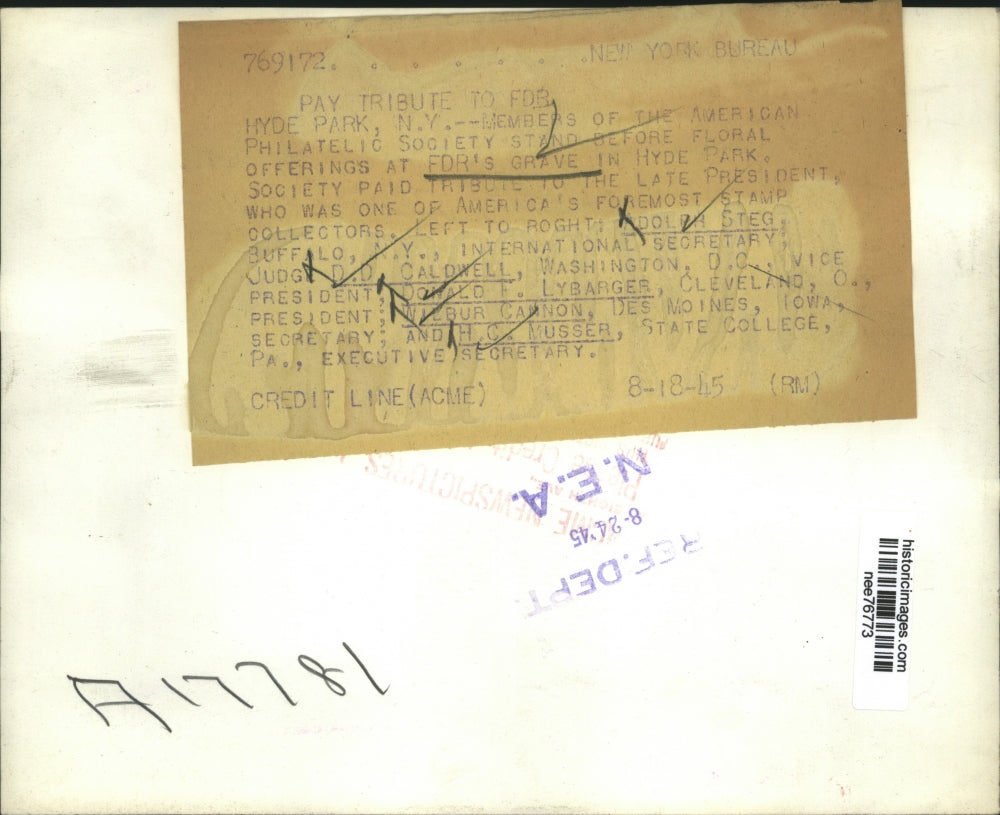 769172. . . . . . .NEW YORK BUREAU
PAY TRIBUTE TO FDR
HYDE PARK, N.Y.--MEMBERS OF THE AMERICAN
PHILATELIC SOCIETY STAND BEFORE FLORAL
OFFERINGS AT FDR'S GRAVE IN HYDE PARK.
SOCIETY PAID TRIBUTE TO THE LATE PRESIDENT,
WHO WAS ONE OF AMERICA'S FOREMOST STAMP
COLLECTORS. LEFT TO ROGHT: ADOLPH STEG,
BUFFALO, N.Y., INTERNATIONAL SECRETARY;
JUDGE D.D. CALDWELL, WASHINGTON, D.C., VICE
PRESIDENT; DONALD F. LYBARGER, CLEVELAND, O.,
PRESIDENT; WILBUR CANNON, DES MOINES, IOWA,
SECRETARY; AND H.C. MUSSER, STATE COLLEGE,
PA., EXECUTIVE SECRETARY.
CREDIT LINE(ACME) 8-18-45 (RM)
NEWSPICTURES
N.E.A.
8-24'45
REF.DEPT.
historicimages.com
nee76773
A17781